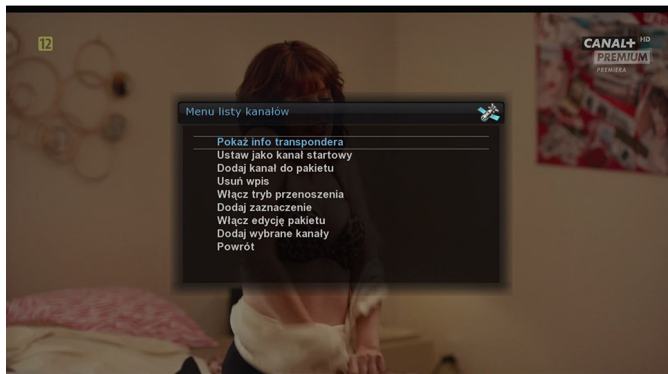 12
CANAL+ HD
PREMIUM
PREMIERA
Menu listy kanałów
Pokaż info transpondera
Ustaw jako kanał startowy
Dodaj kanał do pakietu
Usuń wpis
Włącz tryb przenoszenia
Dodaj zaznaczenie
Włącz edycję pakietu
Dodaj wybrane kanały
Powrót